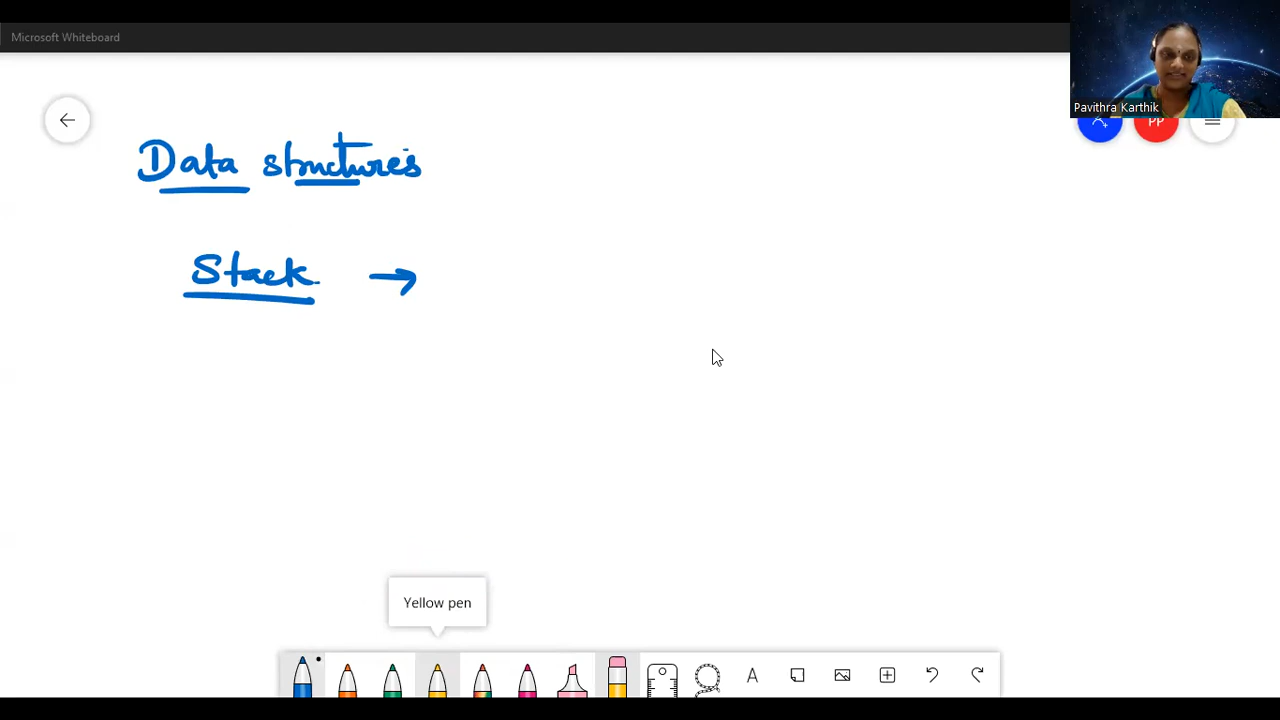 Microsoft Whiteboard
Pavithra Karthik
PP
Data structures
Stack →
Yellow pen
A